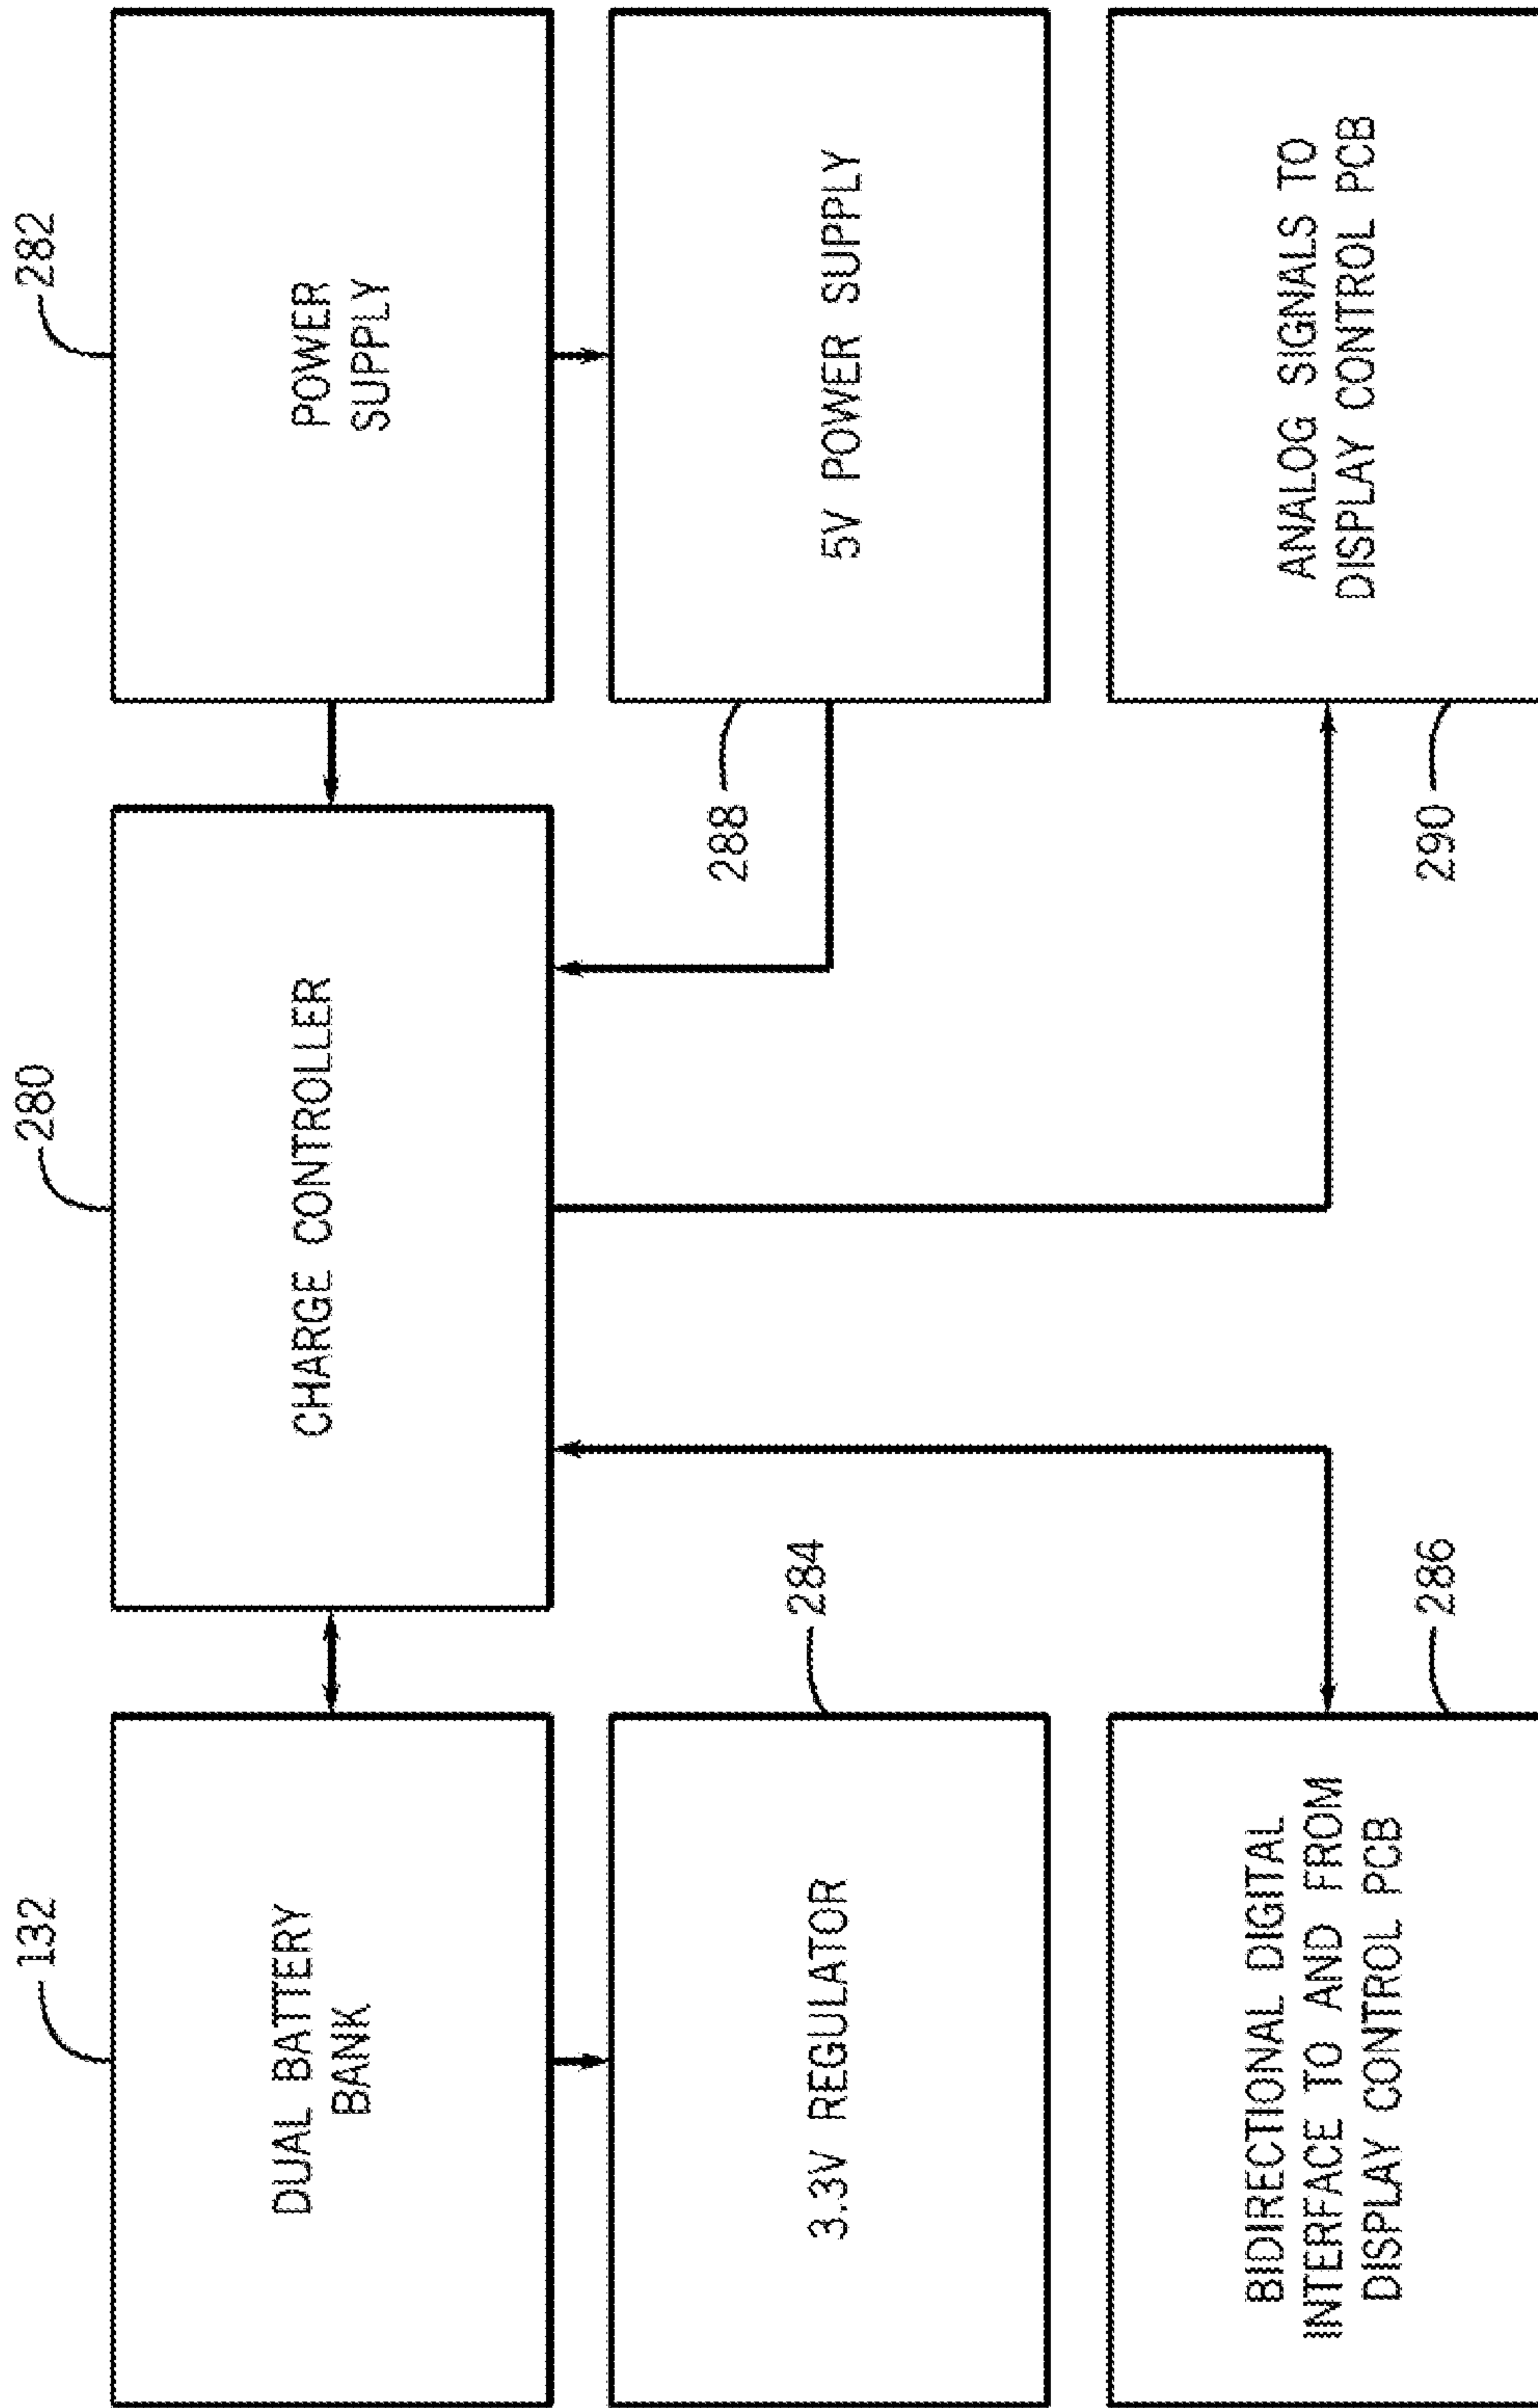 132
280
282
DUAL BATTERY
BANK
CHARGE CONTROLLER
POWER
SUPPLY
3.3V REGULATOR
284
288
5V POWER SUPPLY
BIDIRECTIONAL DIGITAL
INTERFACE TO AND FROM
DISPLAY CONTROL PCB
286
290
ANALOG SIGNALS TO
DISPLAY CONTROL PCB